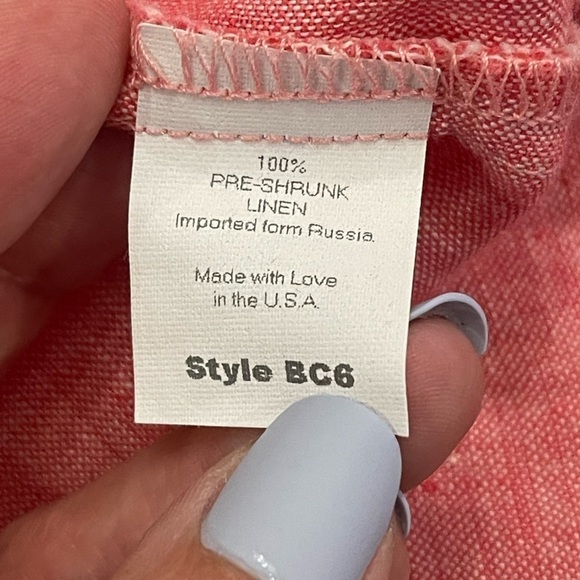 100%
PRE-SHRUNK
LINEN
Imported form Russia.
Made with Love
in the U.S.A.
Style BC6